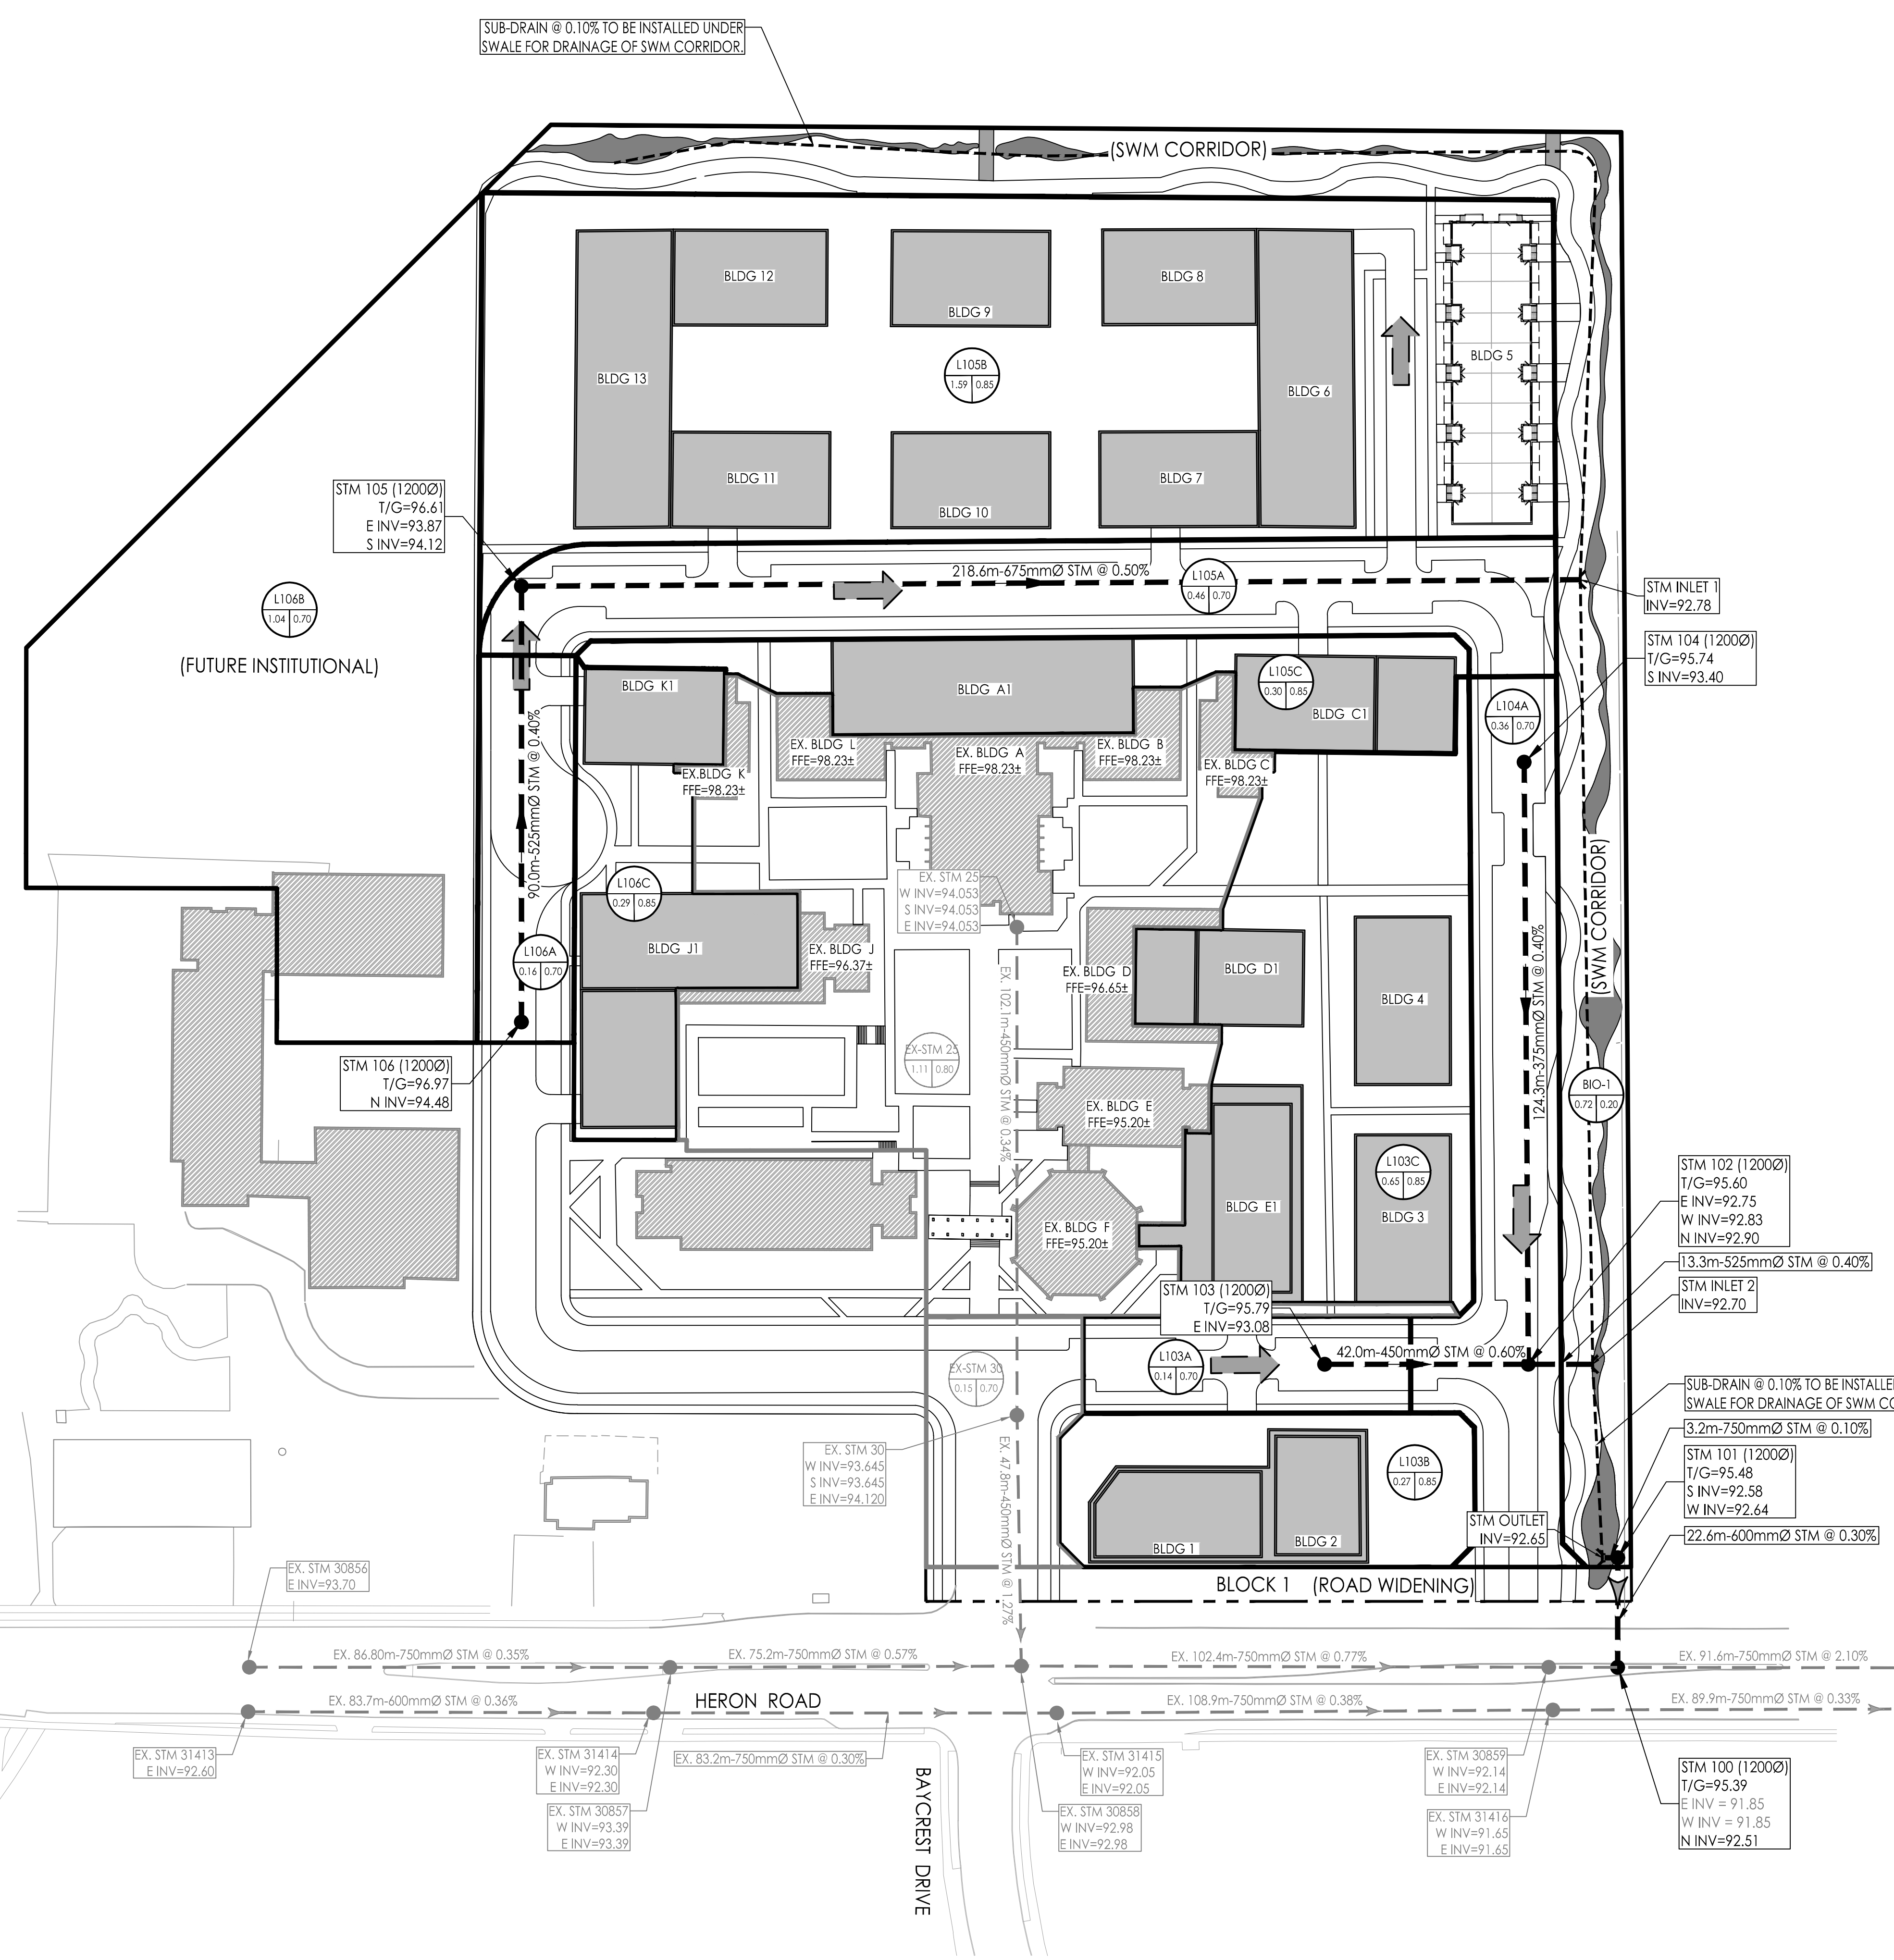 SUB-DRAIN @ 0.10% TO BE INSTALLED UNDER
SWALE FOR DRAINAGE OF SWM CORRIDOR.
(SWM CORRIDOR)
BLDG 12
BLDG 9
BLDG 8
BLDG 5
BLDG 13
L105B
1.59 0.85
BLDG 6
BLDG 11
BLDG 10
BLDG 7
STM 105 (1200Ø)
T/G=96.61
E INV=93.87
S INV=94.12
218.6m-675mmØ STM @ 0.50%
L105A
0.46 0.70
STM INLET 1
INV=92.78
L106B
1.04 0.70
(FUTURE INSTITUTIONAL)
STM 104 (1200Ø)
T/G=95.74
S INV=93.40
BLDG K1
BLDG A1
L105C
0.30 0.85
BLDG C1
L104A
0.36 0.70
90.0m-525mmØ STM @ 0.40%
EX. BLDG L
FFE=98.23±
EX. BLDG A
FFE=98.23±
EX. BLDG B
FFE=98.23±
EX. BLDG C
FFE=98.23±
EX.BLDG K
FFE=98.23±
L106C
0.29 0.85
EX. STM 25
W INV=94.053
S INV=94.053
E INV=94.053
(SWM CORRIDOR)
L106A
0.16 0.70
BLDG J1
EX. BLDG J
FFE=96.37±
EX. BLDG D
FFE=96.65±
BLDG D1
BLDG 4
124.3m-375mmØ STM @ 0.40%
EX. 102.1m-450mmØ STM @ 0.34%
STM 106 (1200Ø)
T/G=96.97
N INV=94.48
EX-STM 25
1.11 0.80
BIO-1
0.72 0.20
EX. BLDG E
FFE=95.20±
L103C
0.65 0.85
BLDG 3
BLDG E1
EX. BLDG F
FFE=95.20±
STM 102 (1200Ø)
T/G=95.60
E INV=92.75
W INV=92.83
N INV=92.90
13.3m-525mmØ STM @ 0.40%
STM INLET 2
INV=92.70
STM 103 (1200Ø)
T/G=95.79
E INV=93.08
42.0m-450mmØ STM @ 0.60%
L103A
0.14 0.70
EX-STM 30
0.15 0.70
SUB-DRAIN @ 0.10% TO BE INSTALLE
SWALE FOR DRAINAGE OF SWM CO
3.2m-750mmØ STM @ 0.10%
EX. STM 30
W INV=93.645
S INV=93.645
E INV=94.120
EX. 47.8m-450mmØ STM @ 1.27%
L103B
0.27 0.85
STM 101 (1200Ø)
T/G=95.48
S INV=92.58
W INV=92.64
STM OUTLET
INV=92.65
22.6m-600mmØ STM @ 0.30%
BLDG 1
BLDG 2
EX. STM 30856
E INV=93.70
BLOCK 1 (ROAD WIDENING)
EX. 86.80m-750mmØ STM @ 0.35%
EX. 75.2m-750mmØ STM @ 0.57%
EX. 102.4m-750mmØ STM @ 0.77%
EX. 91.6m-750mmØ STM @ 2.10%
EX. 83.7m-600mmØ STM @ 0.36%
HERON ROAD
EX. 108.9m-750mmØ STM @ 0.38%
EX. 89.9m-750mmØ STM @ 0.33%
EX. STM 31413
E INV=92.60
EX. STM 31414
W INV=92.30
E INV=92.30
EX. 83.2m-750mmØ STM @ 0.30%
EX. STM 31415
W INV=92.05
E INV=92.05
EX. STM 30859
W INV=92.14
E INV=92.14
STM 100 (1200Ø)
T/G=95.39
E INV = 91.85
W INV = 91.85
N INV=92.51
EX. STM 30857
W INV=93.39
E INV=93.39
BAYCREST DRIVE
EX. STM 30858
W INV=92.98
E INV=92.98
EX. STM 31416
W INV=91.65
E INV=91.65